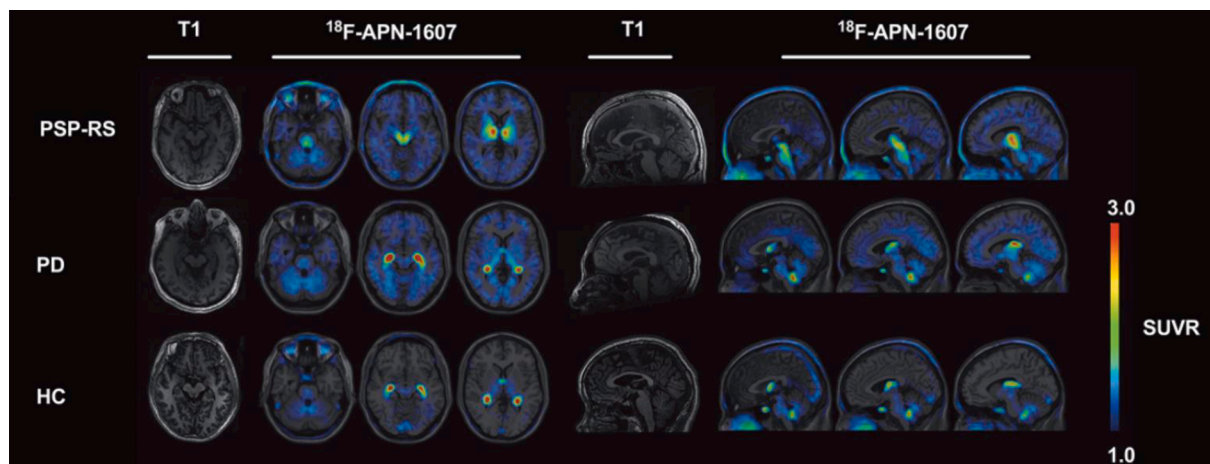 T1
¹⁸F-APN-1607
T1
¹⁸F-APN-1607
PSP-RS
PD
HC
3.0
SUVR
1.0